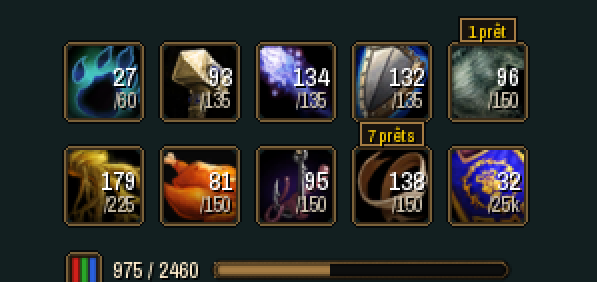 1 prêt
27 98 134 132 96
/60 /135 /135 /135 /150
7 prêts
179 81 95 138 32
/225 /150 /150 /150 /25k
975 / 2460